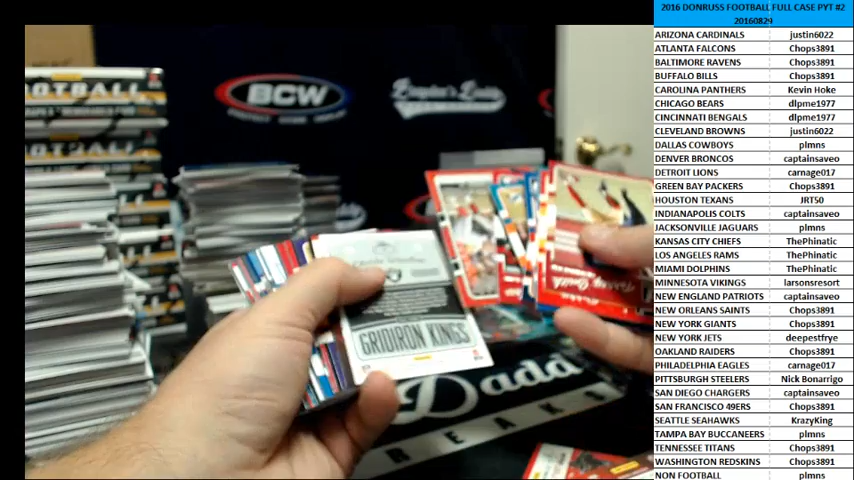 2016 DONRUSS FOOTBALL FULL CASE PYT #2
20160829
ARIZONA CARDINALS justin6022
ATLANTA FALCONS Chops3891
BALTIMORE RAVENS Chops3891
BUFFALO BILLS Chops3891
CAROLINA PANTHERS Kevin Hoke
CHICAGO BEARS dlpme1977
CINCINNATI BENGALS dlpme1977
CLEVELAND BROWNS justin6022
DALLAS COWBOYS plmns
DENVER BRONCOS captainsaveo
DETROIT LIONS carnage017
GREEN BAY PACKERS Chops3891
HOUSTON TEXANS JRT50
INDIANAPOLIS COLTS captainsaveo
JACKSONVILLE JAGUARS plmns
KANSAS CITY CHIEFS ThePhinatic
LOS ANGELES RAMS ThePhinatic
MIAMI DOLPHINS ThePhinatic
MINNESOTA VIKINGS larsonsresort
NEW ENGLAND PATRIOTS captainsaveo
NEW ORLEANS SAINTS Chops3891
NEW YORK GIANTS Chops3891
NEW YORK JETS deepestfrye
OAKLAND RAIDERS Chops3891
PHILADELPHIA EAGLES carnage017
PITTSBURGH STEELERS Nick Bonarrigo
SAN DIEGO CHARGERS captainsaveo
SAN FRANCISCO 49ERS Chops3891
SEATTLE SEAHAWKS KrazyKing
TAMPA BAY BUCCANEERS plmns
TENNESSEE TITANS Chops3891
WASHINGTON REDSKINS Chops3891
NON FOOTBALL plmns
BCW
GRIDIRON KINGS
Dadd
BREAKS